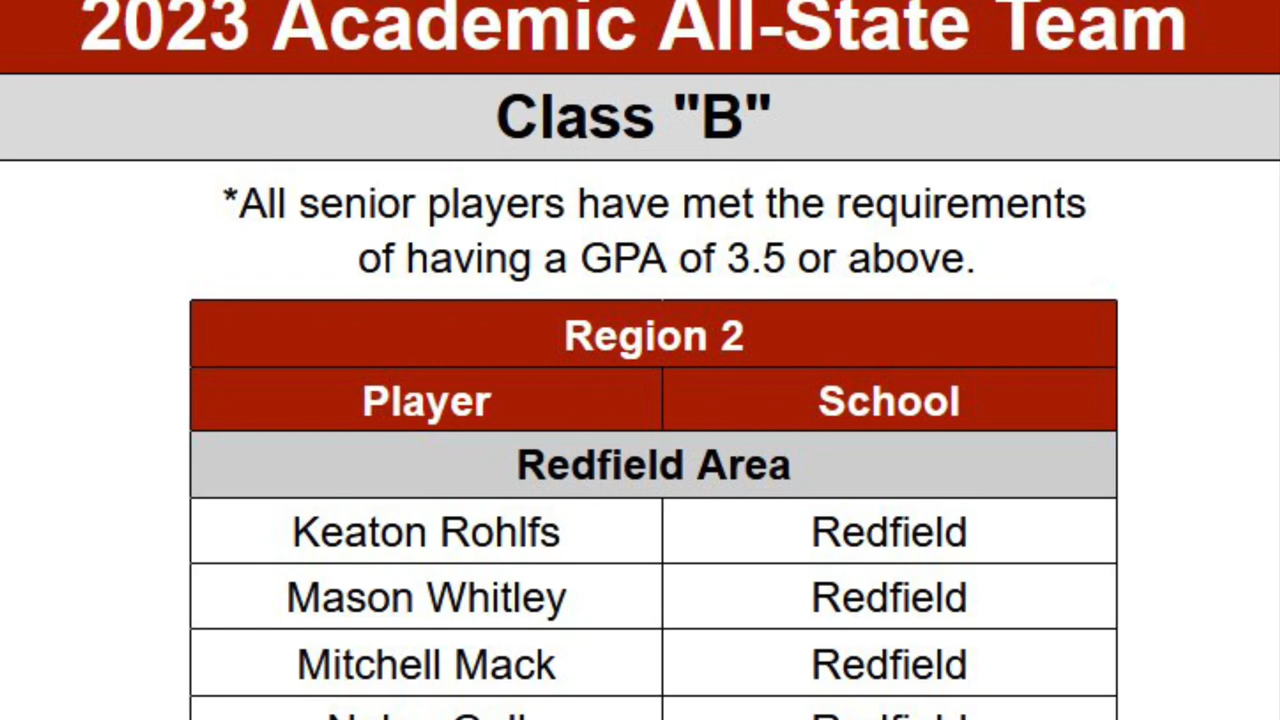 2023 Academic All-State Team
Class "B"
*All senior players have met the requirements
of having a GPA of 3.5 or above.
Region 2
Player School
Redfield Area
Keaton Rohlfs Redfield
Mason Whitley Redfield
Mitchell Mack Redfield
Redfield